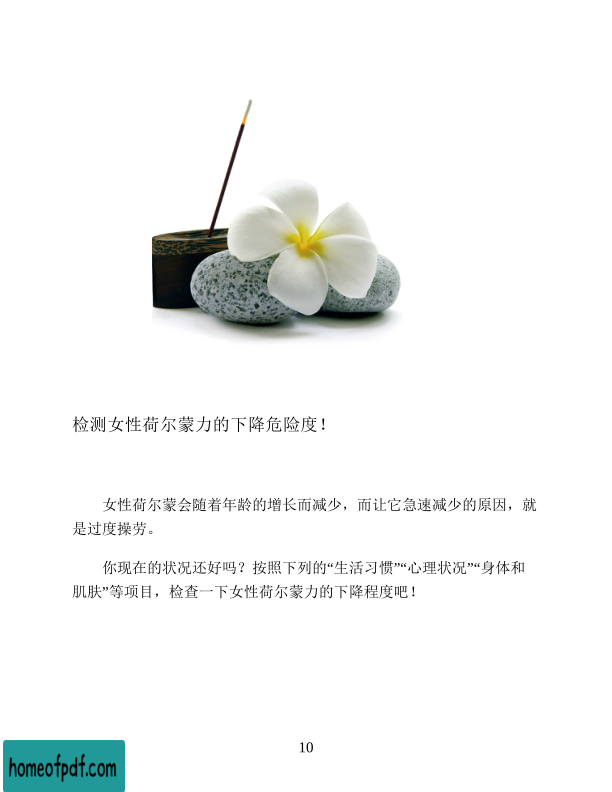 检测女性荷尔蒙力的下降危险度！
女性荷尔蒙会随着年龄的增长而减少，而让它急速减少的原因，就
是过度操劳。
你现在的状况还好吗？按照下列的“生活习惯”“心理状况”“身体和
肌肤”等项目，检查一下女性荷尔蒙力的下降程度吧！
10
homeofpdf.com